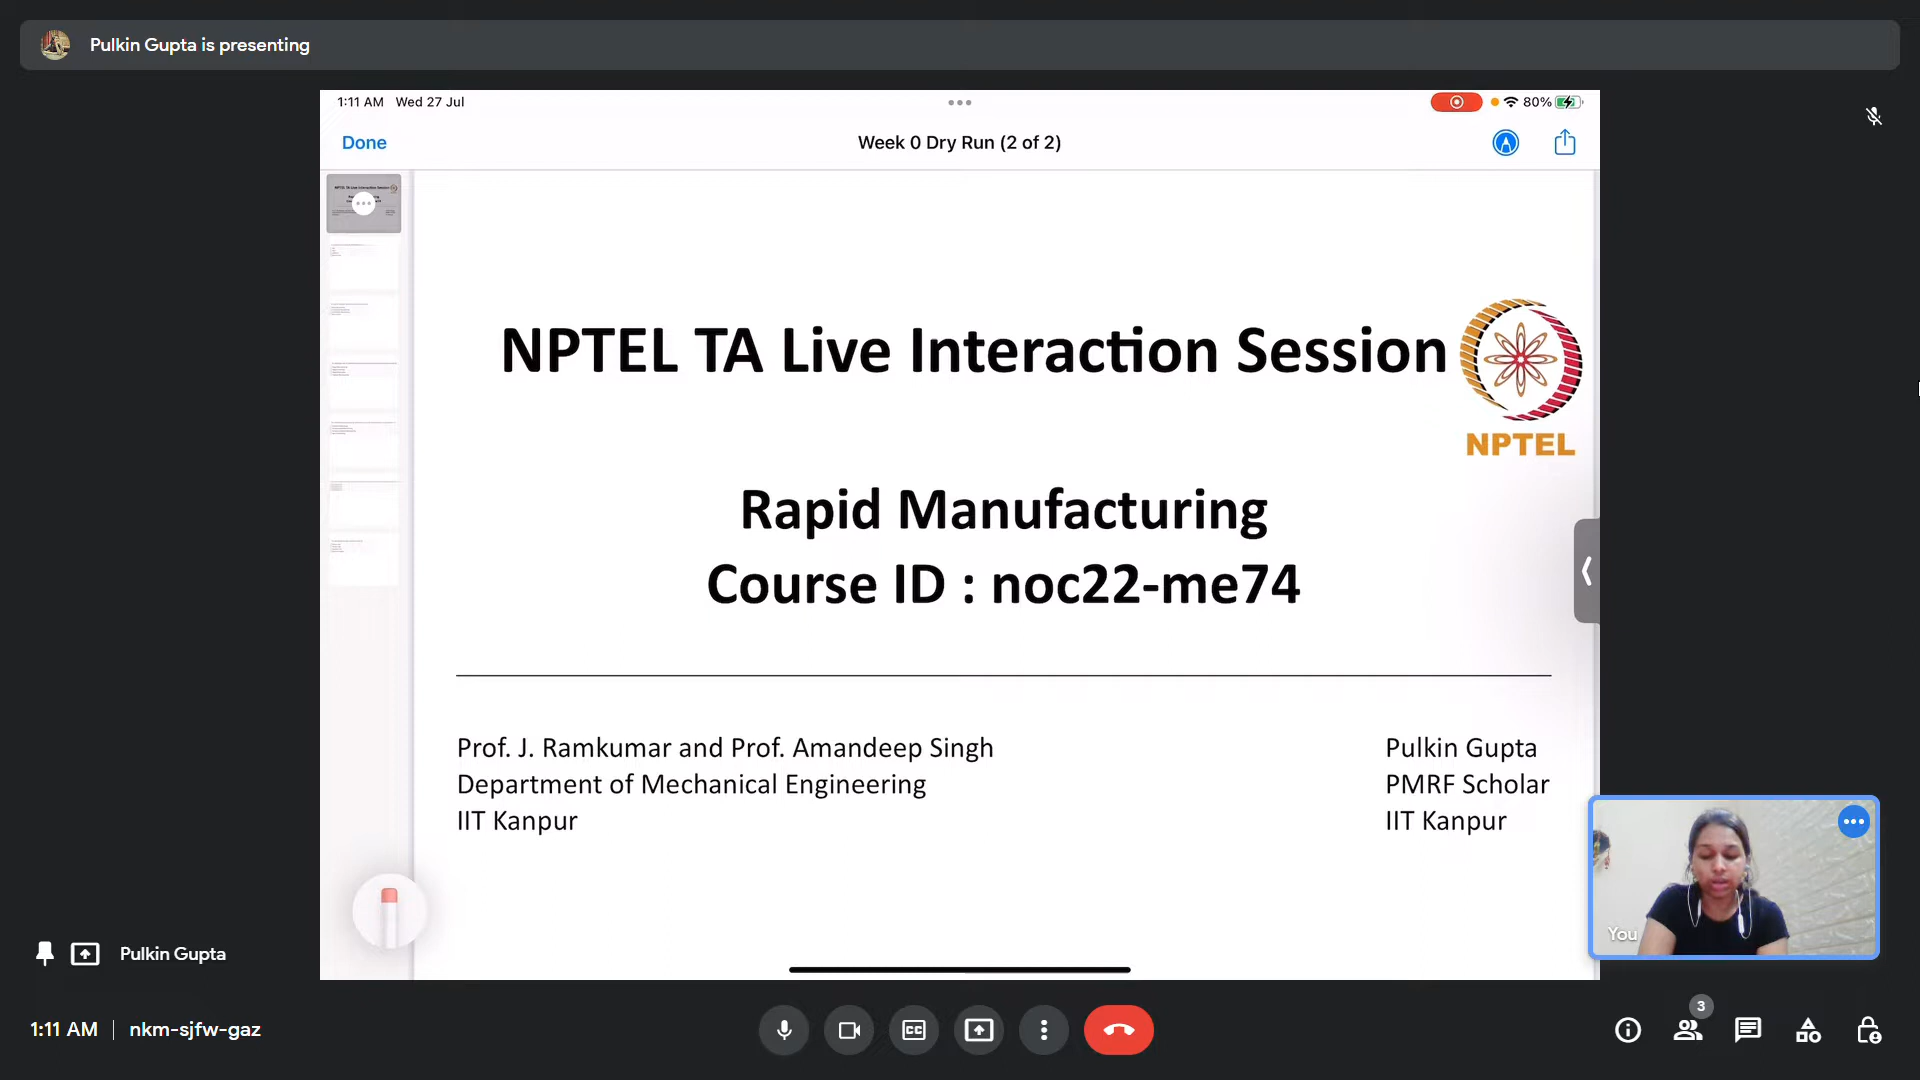 Pulkin Gupta is presenting
1:11 AM Wed 27 Jul
80%
Done
Week 0 Dry Run (2 of 2)
NPTEL TA Live Interaction Session
NPTEL
Rapid Manufacturing
Course ID : noc22-me74
Prof. J. Ramkumar and Prof. Amandeep Singh
Department of Mechanical Engineering
IIT Kanpur
Pulkin Gupta
PMRF Scholar
IIT Kanpur
You
Pulkin Gupta
1:11 AM | nkm-sjfw-gaz
CC
3